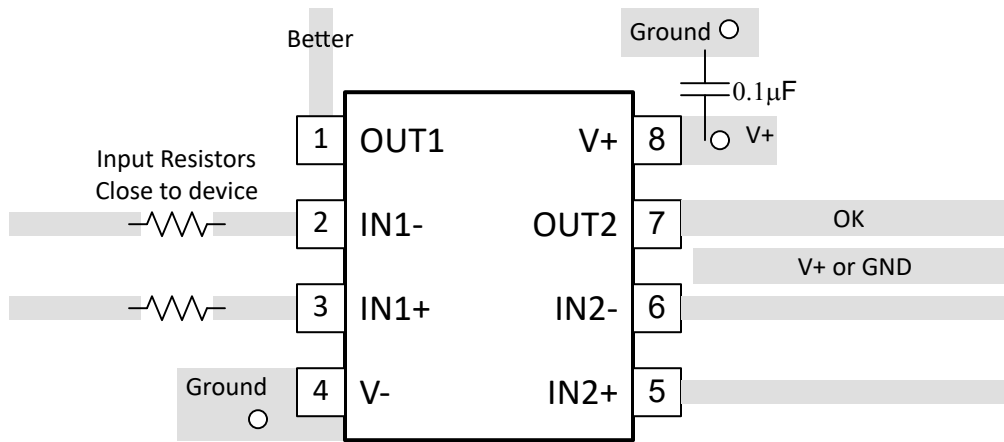 Better
Ground
0.1μF
1 OUT1
V+ 8
V+
Input Resistors
Close to device
2 IN1-
OUT2 7
OK
V+ or GND
3 IN1+
IN2- 6
Ground
4 V-
IN2+ 5